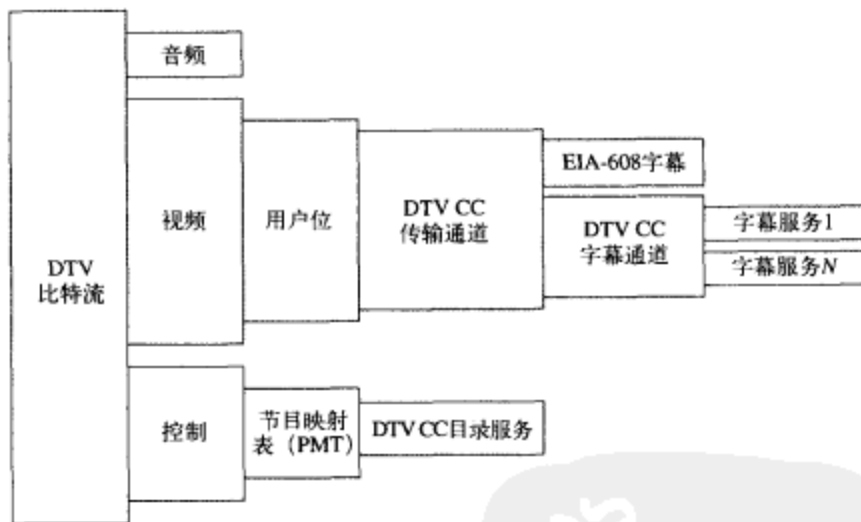 DTV
比特流
音频
视频
用户位
DTV CC
传输通道
EIA-608字幕
DTV CC
字幕通道
字幕服务1
字幕服务N
控制
节目映射
表（PMT）
DTV CC目录服务